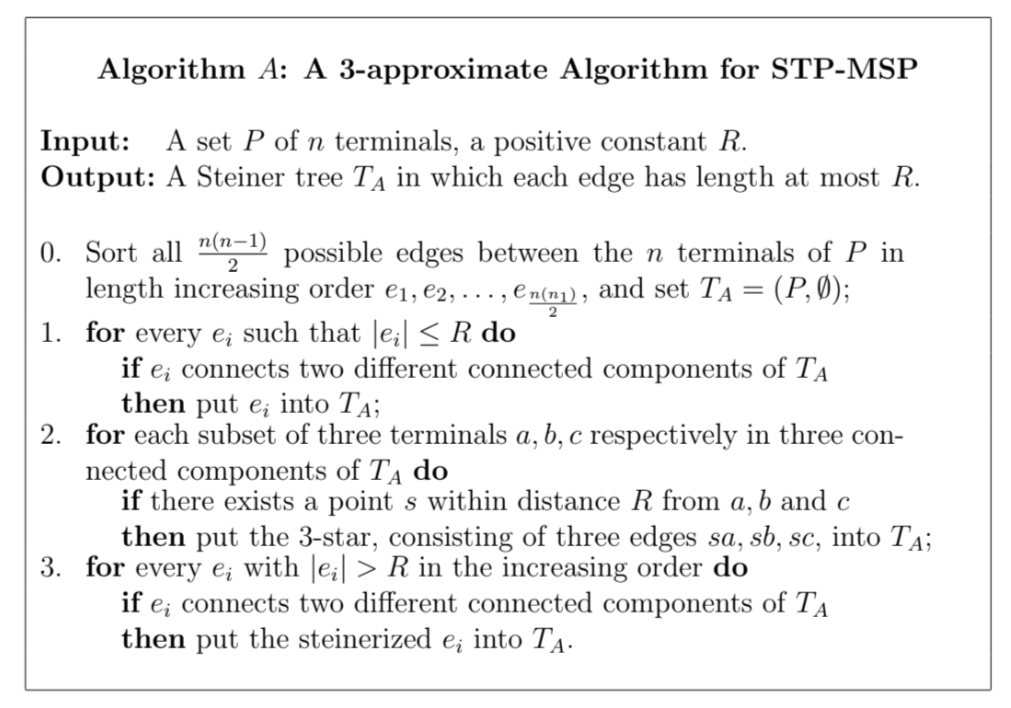 Algorithm A: A 3-approximate Algorithm for STP-MSP
Input: A set P of n terminals, a positive constant R.
Output: A Steiner tree T_A in which each edge has length at most R.
0. Sort all \frac{n(n-1)}{2} possible edges between the n terminals of P in
length increasing order e_1, e_2, . . . , e_{\frac{n(n_1)}{2}}, and set T_A = (P, ∅);
1. for every e_i such that |e_i| ≤ R do
if e_i connects two different connected components of T_A
then put e_i into T_A;
2. for each subset of three terminals a, b, c respectively in three con-
nected components of T_A do
if there exists a point s within distance R from a, b and c
then put the 3-star, consisting of three edges sa, sb, sc, into T_A;
3. for every e_i with |e_i| > R in the increasing order do
if e_i connects two different connected components of T_A
then put the steinerized e_i into T_A.